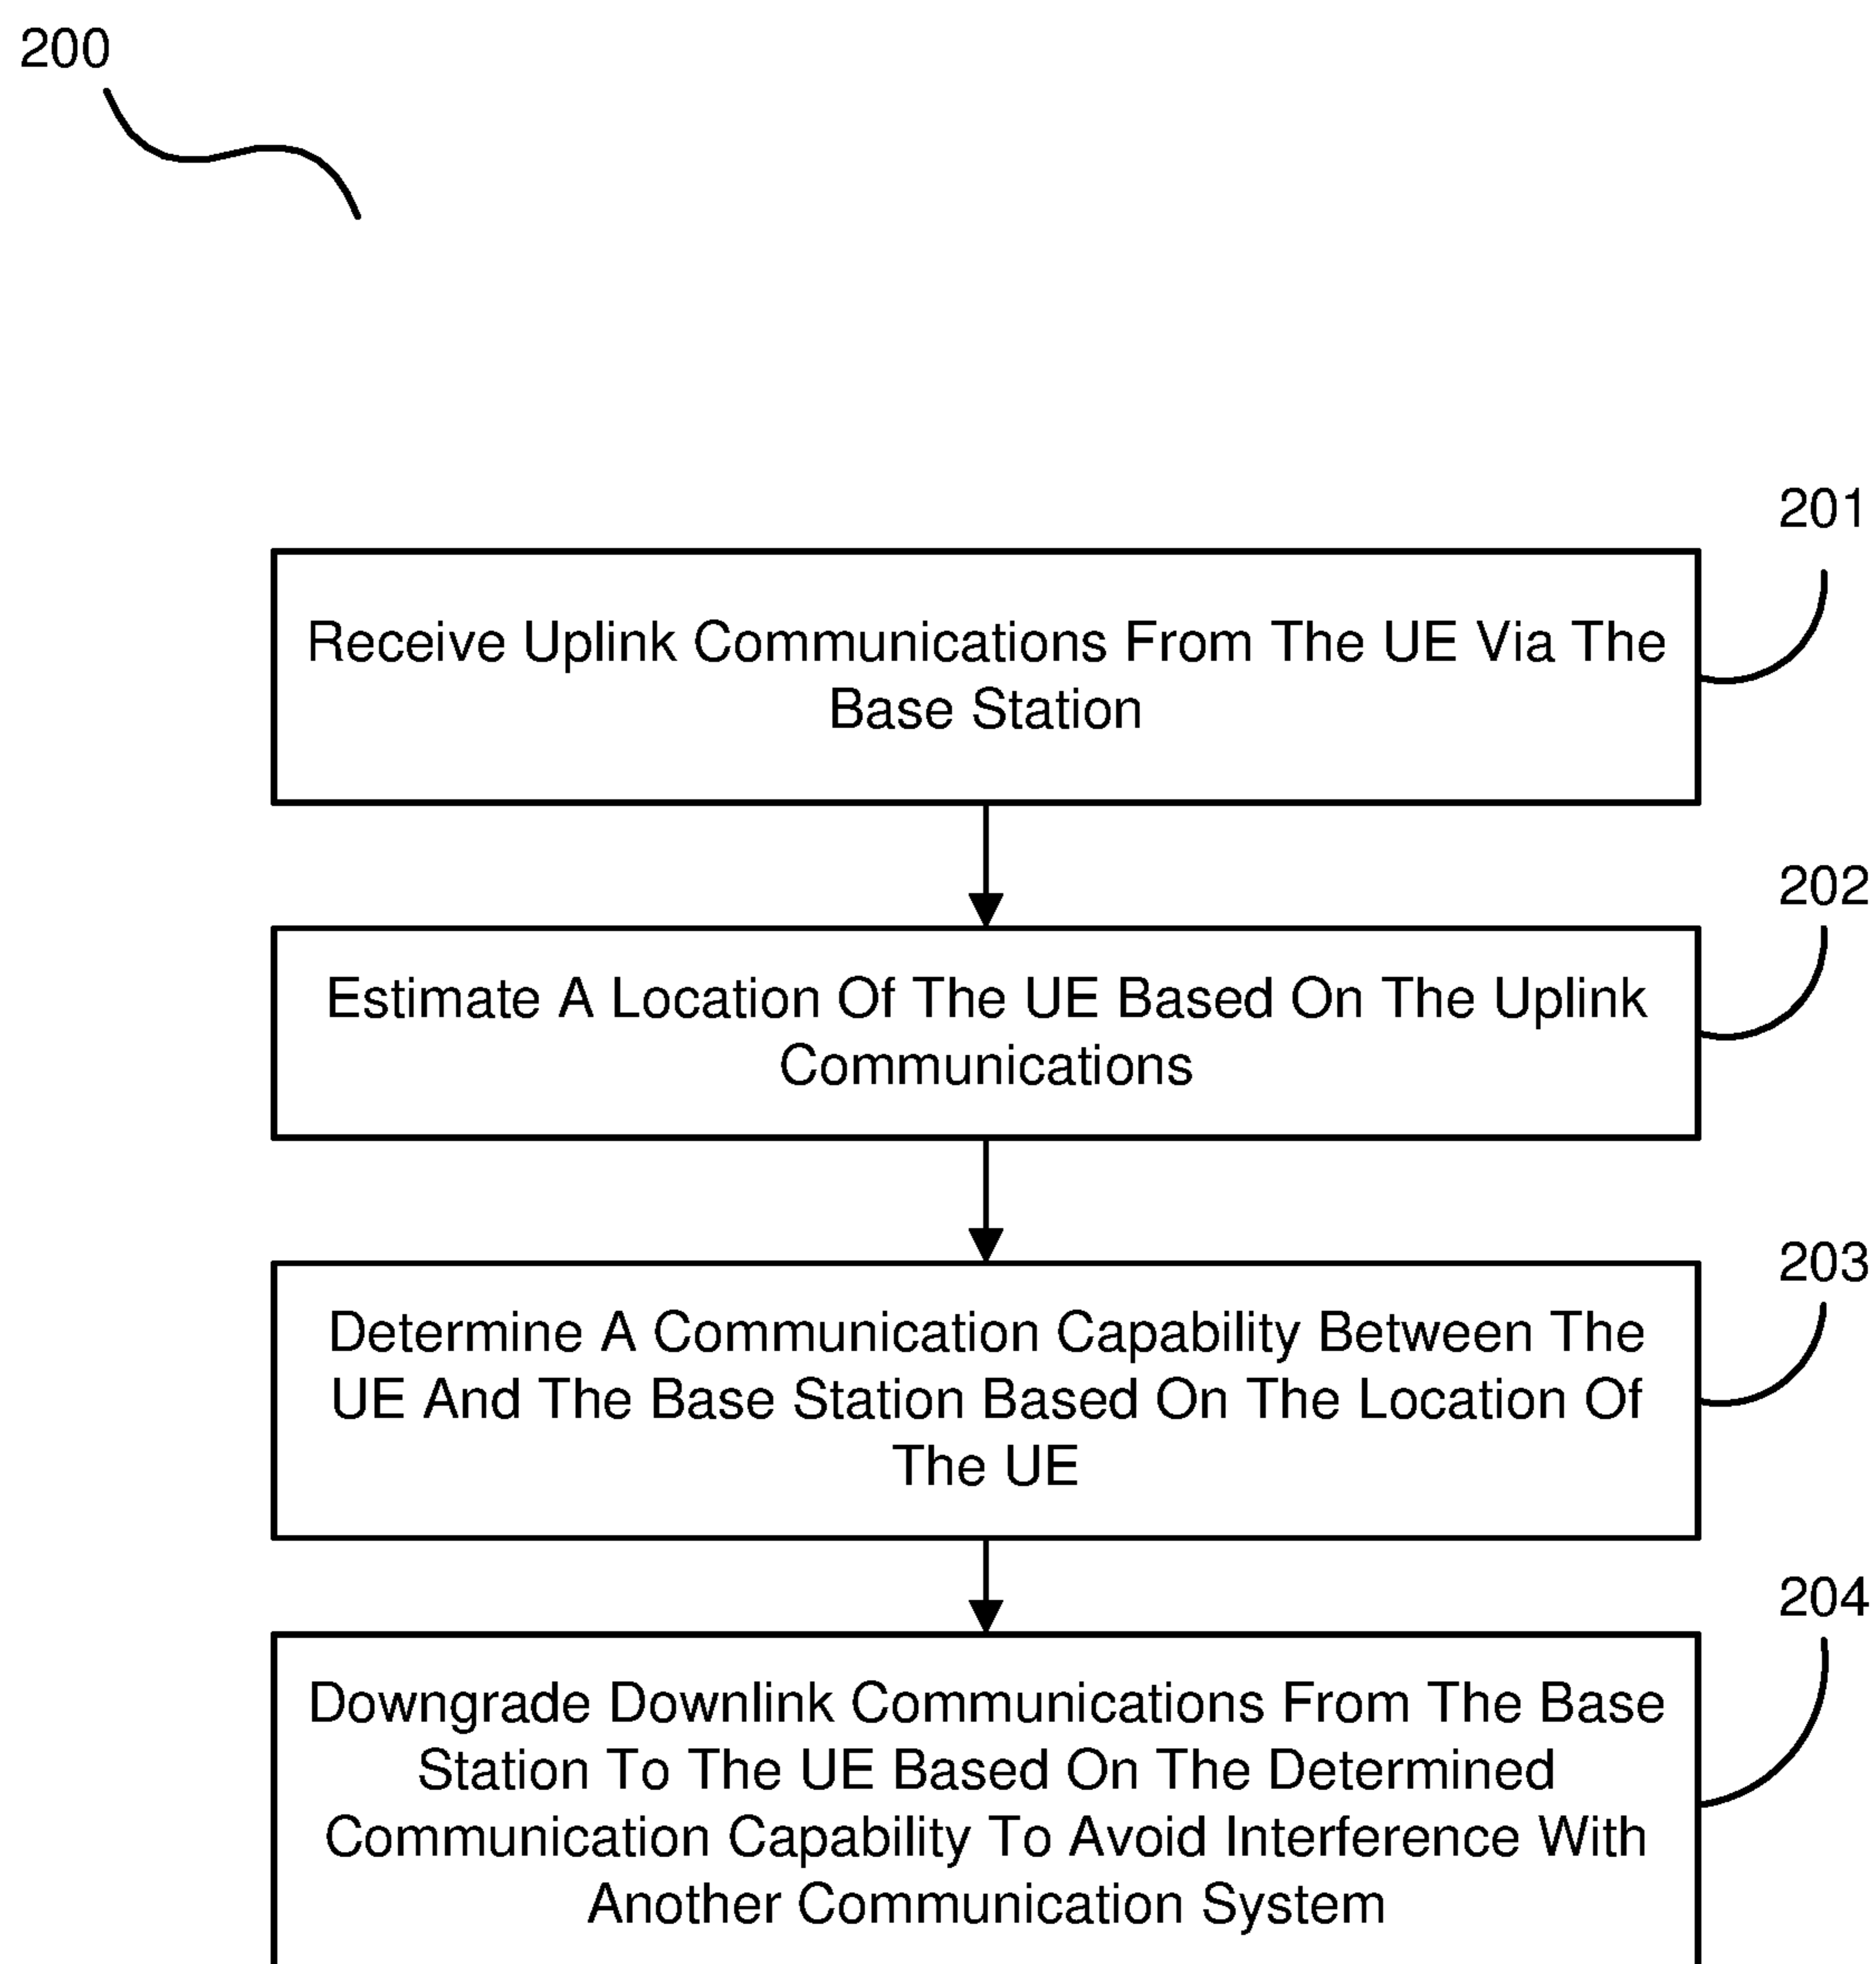 200
201
Receive Uplink Communications From The UE Via The
Base Station
202
Estimate A Location Of The UE Based On The Uplink
Communications
203
Determine A Communication Capability Between The
UE And The Base Station Based On The Location Of
The UE
204
Downgrade Downlink Communications From The Base
Station To The UE Based On The Determined
Communication Capability To Avoid Interference With
Another Communication System